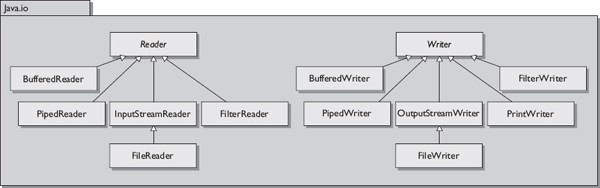 Java.io
Reader
Writer
BufferedReader
BufferedWriter
FilterWriter
PipedReader
InputStreamReader
FilterReader
PipedWriter
OutputStreamWriter
PrintWriter
FileReader
FileWriter